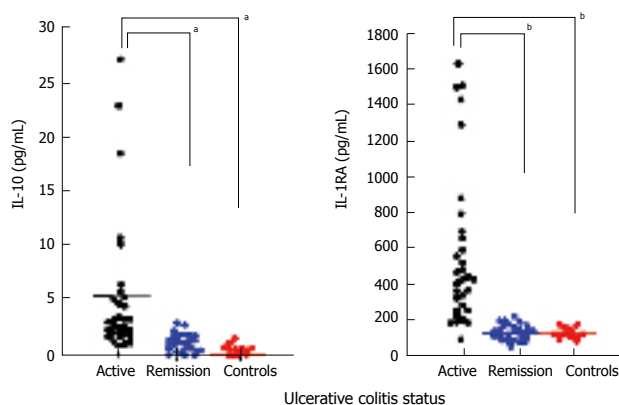 a
a
30
25
20
15
10
5
0
IL-10 (pg/mL)
Active Remission Controls
b
b
1800
1600
1400
1200
1000
800
600
400
200
0
IL-1RA (pg/mL)
Active Remission Controls
Ulcerative colitis status